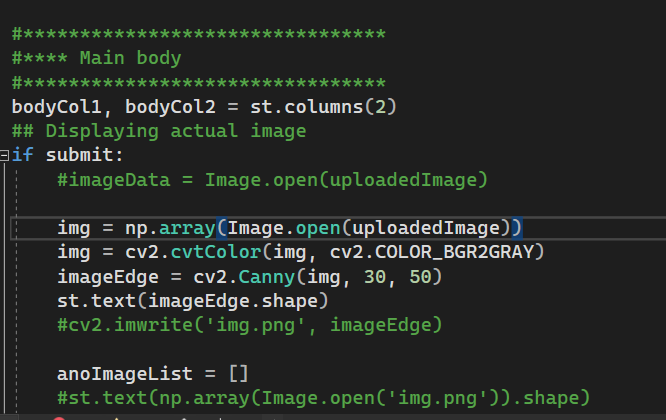 #********************************
#**** Main body
#********************************
bodyCol1, bodyCol2 = st.columns(2)
## Displaying actual image
if submit:
#imageData = Image.open(uploadedImage)
img = np.array(Image.open(uploadedImage))
img = cv2.cvtColor(img, cv2.COLOR_BGR2GRAY)
imageEdge = cv2.Canny(img, 30, 50)
st.text(imageEdge.shape)
#cv2.imwrite('img.png', imageEdge)
anoImageList = []
#st.text(np.array(Image.open('img.png')).shape)